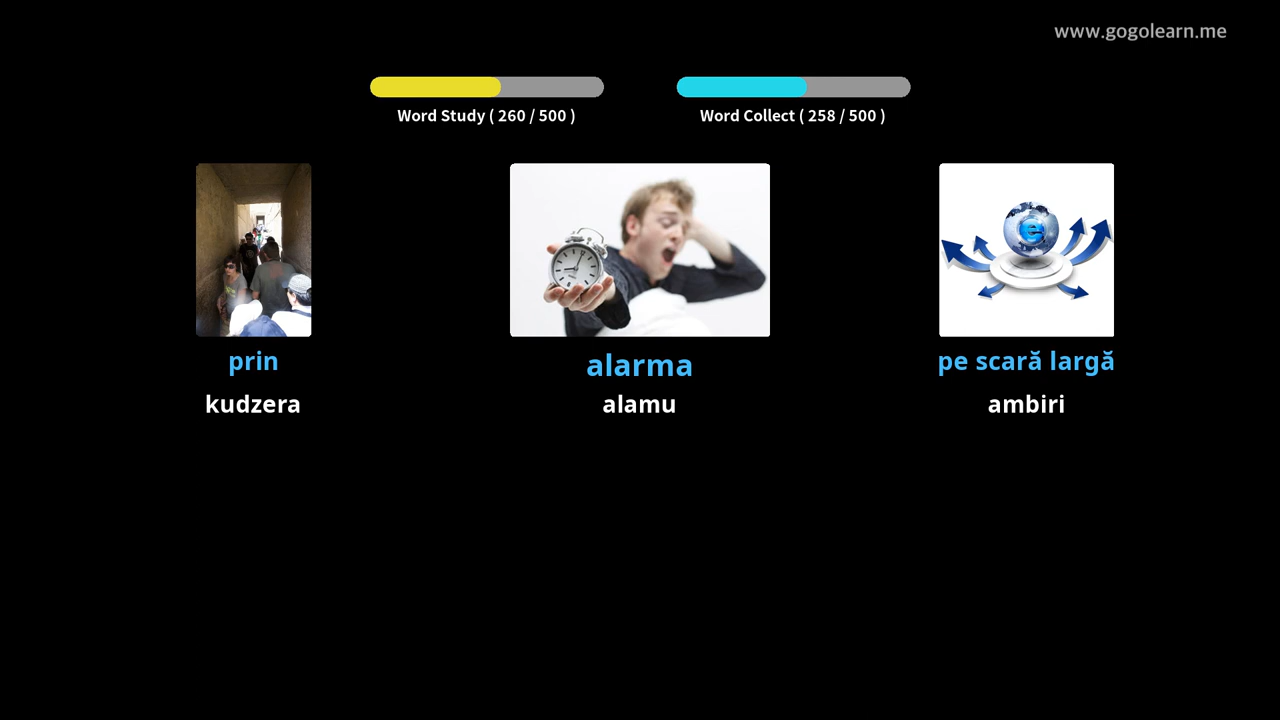 www.gogolearn.me
Word Study ( 260 / 500 )
Word Collect ( 258 / 500 )
e
prin
alarma
pe scară largă
kudzera
alamu
ambiri